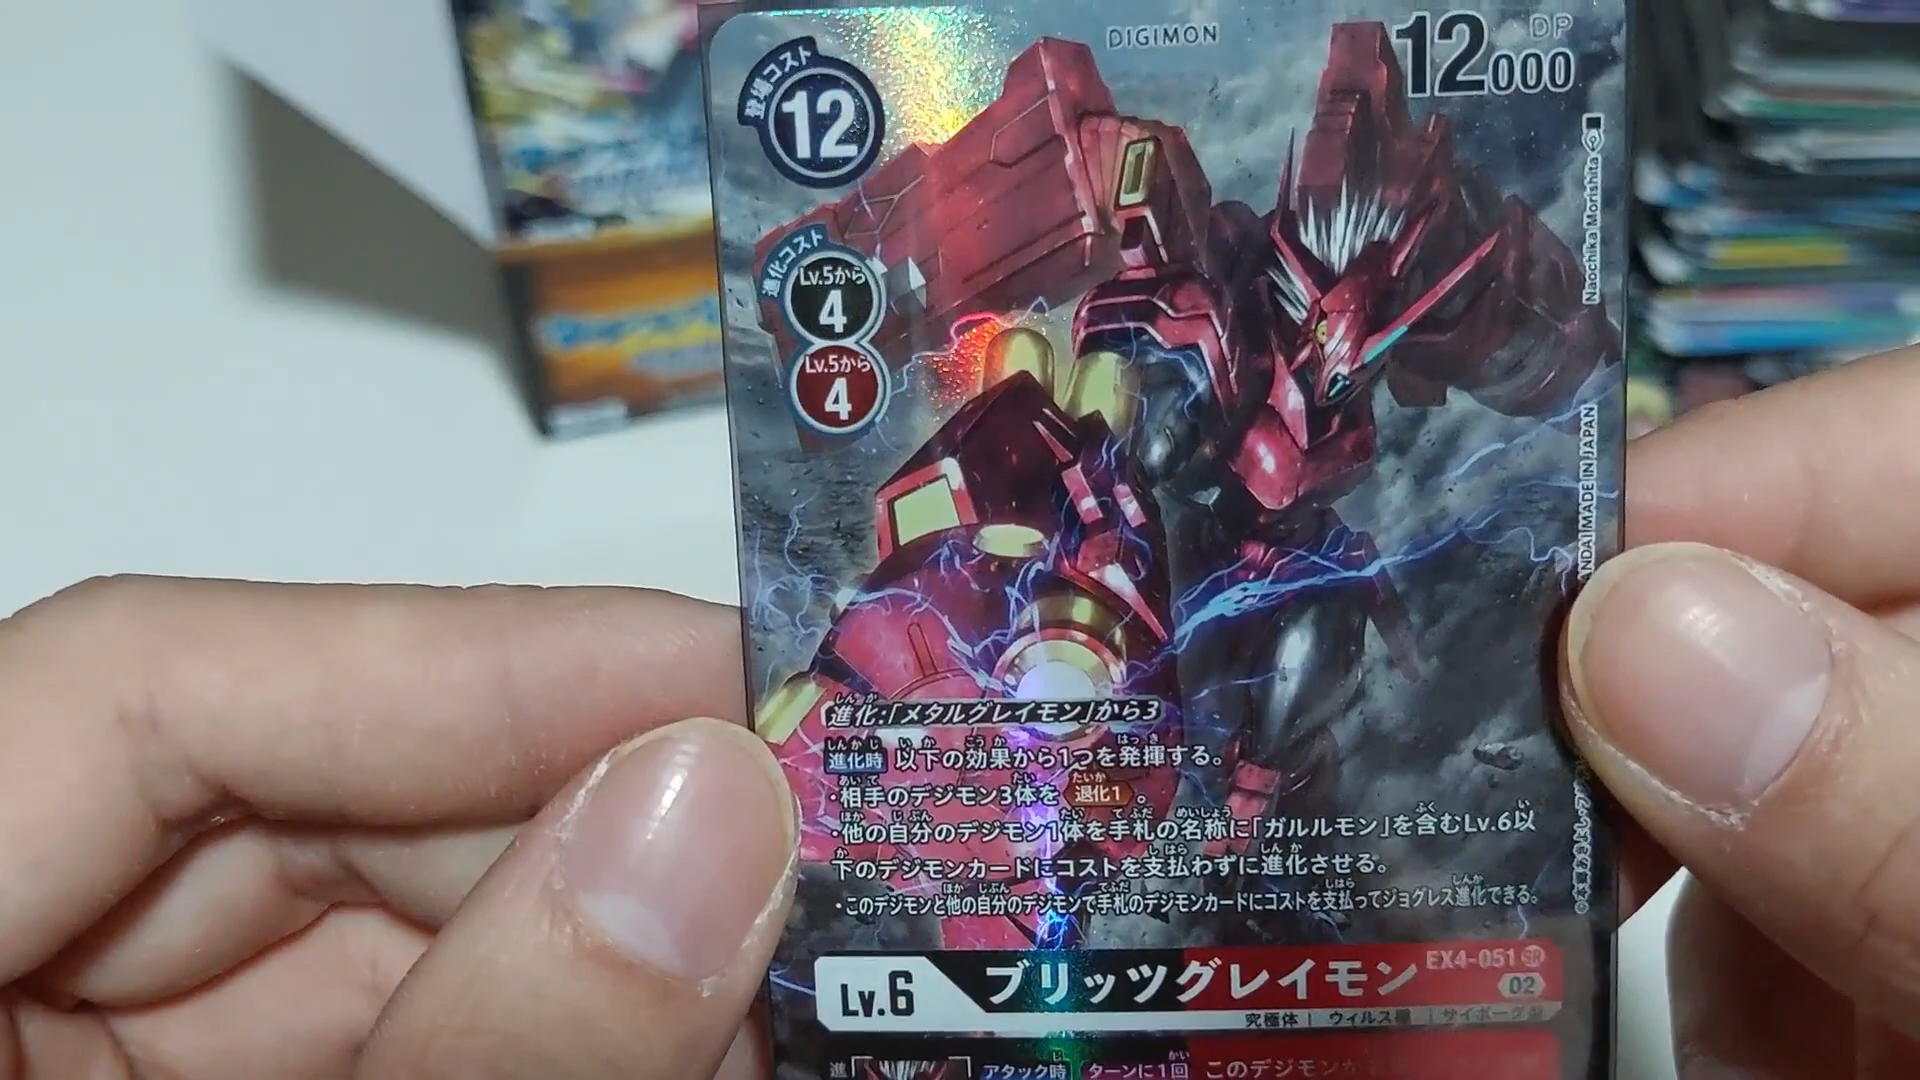 DIGIMON
DP
12000
登場コスト
12
進化コスト
Lv.5から
4
Lv.5から
4
Naochika Morishita
BANDAI MADE IN JAPAN
進化:「メタルグレイモン」から3
進化時 以下の効果から1つを発揮する。
・相手のデジモン3体を 退化1 。
・他の自分のデジモン1体を手札の名称に「ガルルモン」を含むLv.6以
下のデジモンカードにコストを支払わずに進化させる。
・このデジモンと他の自分のデジモンで手札のデジモンカードにコストを支払ってジョグレス進化できる。
Lv.6
ブリッツグレイモン
EX4-051 SR
02
究極体 | ウィルス種 | サイボーグ型
進
アタック時 ターンに1回 このデジモンが